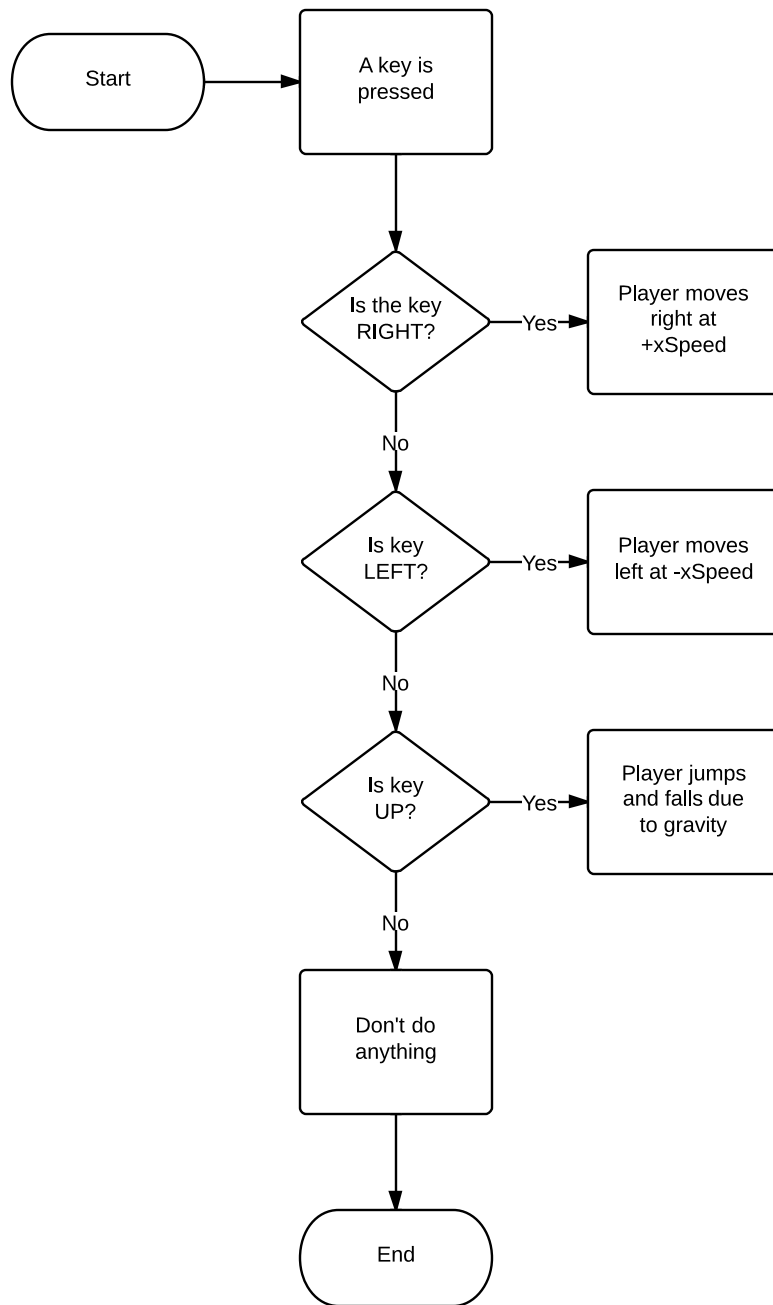 Start
A key is
pressed
Is the key
RIGHT?
Yes
Player moves
right at
+xSpeed
No
Is key
LEFT?
Yes
Player moves
left at -xSpeed
No
Is key
UP?
Yes
Player jumps
and falls due
to gravity
No
Don't do
anything
End